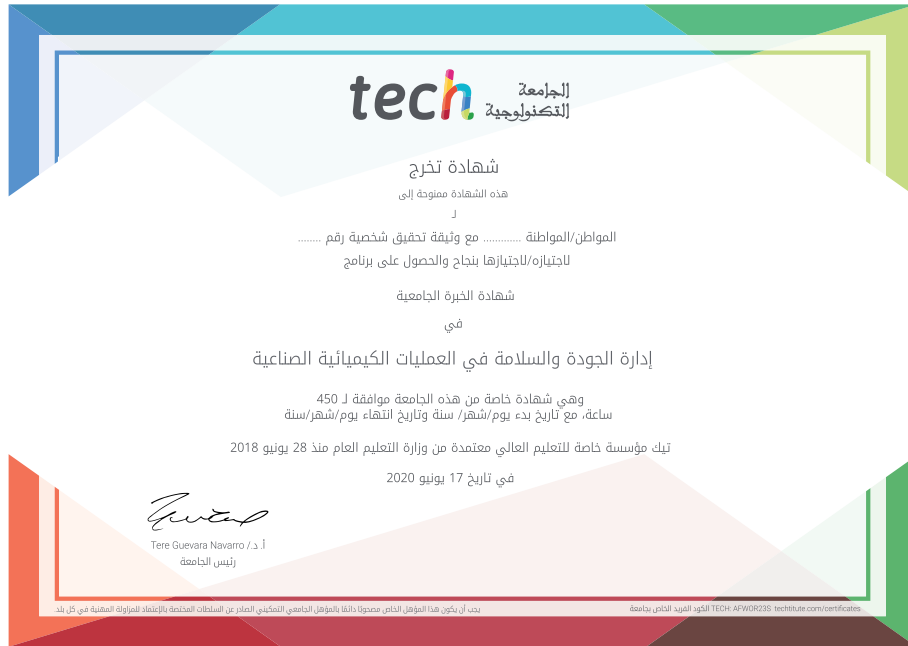 tech الجامعة
التكنولوجية
شهادة تخرج
هذه الشهادة ممنوحة إلى
لـ
المواطن/المواطنة ............. مع وثيقة تحقيق شخصية رقم ........
لاجتيازه/لاجتيازها بنجاح والحصول على برنامج
شهادة الخبرة الجامعية
في
إدارة الجودة والسلامة في العمليات الكيميائية الصناعية
وهي شهادة خاصة من هذه الجامعة موافقة لـ 450
ساعة، مع تاريخ بدء يوم/شهر/ سنة وتاريخ انتهاء يوم/شهر/سنة
تيك مؤسسة خاصة للتعليم العالي معتمدة من وزارة التعليم العام منذ 28 يونيو 2018
في تاريخ 17 يونيو 2020
أ. د./ Tere Guevara Navarro
رئيس الجامعة
يجب أن يكون هذا المؤهل الخاص مصحوبًا دائمًا بالمؤهل الجامعي التمكيني الصادر عن السلطات المختصة بالإعتماد للمزاولة المهنية في كل بلد.
الكود الفريد الخاص بجامعة TECH: AFWOR23S techtitute.com/certificates